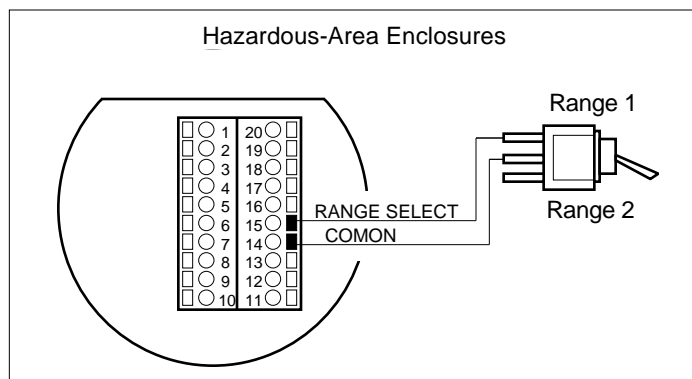 Hazardous-Area Enclosures
Range 1
1 20
2 19
3 18
4 17
5 16
RANGE SELECT
6 15
Range 2
COMON
7 14
8 13
9 12
10 11